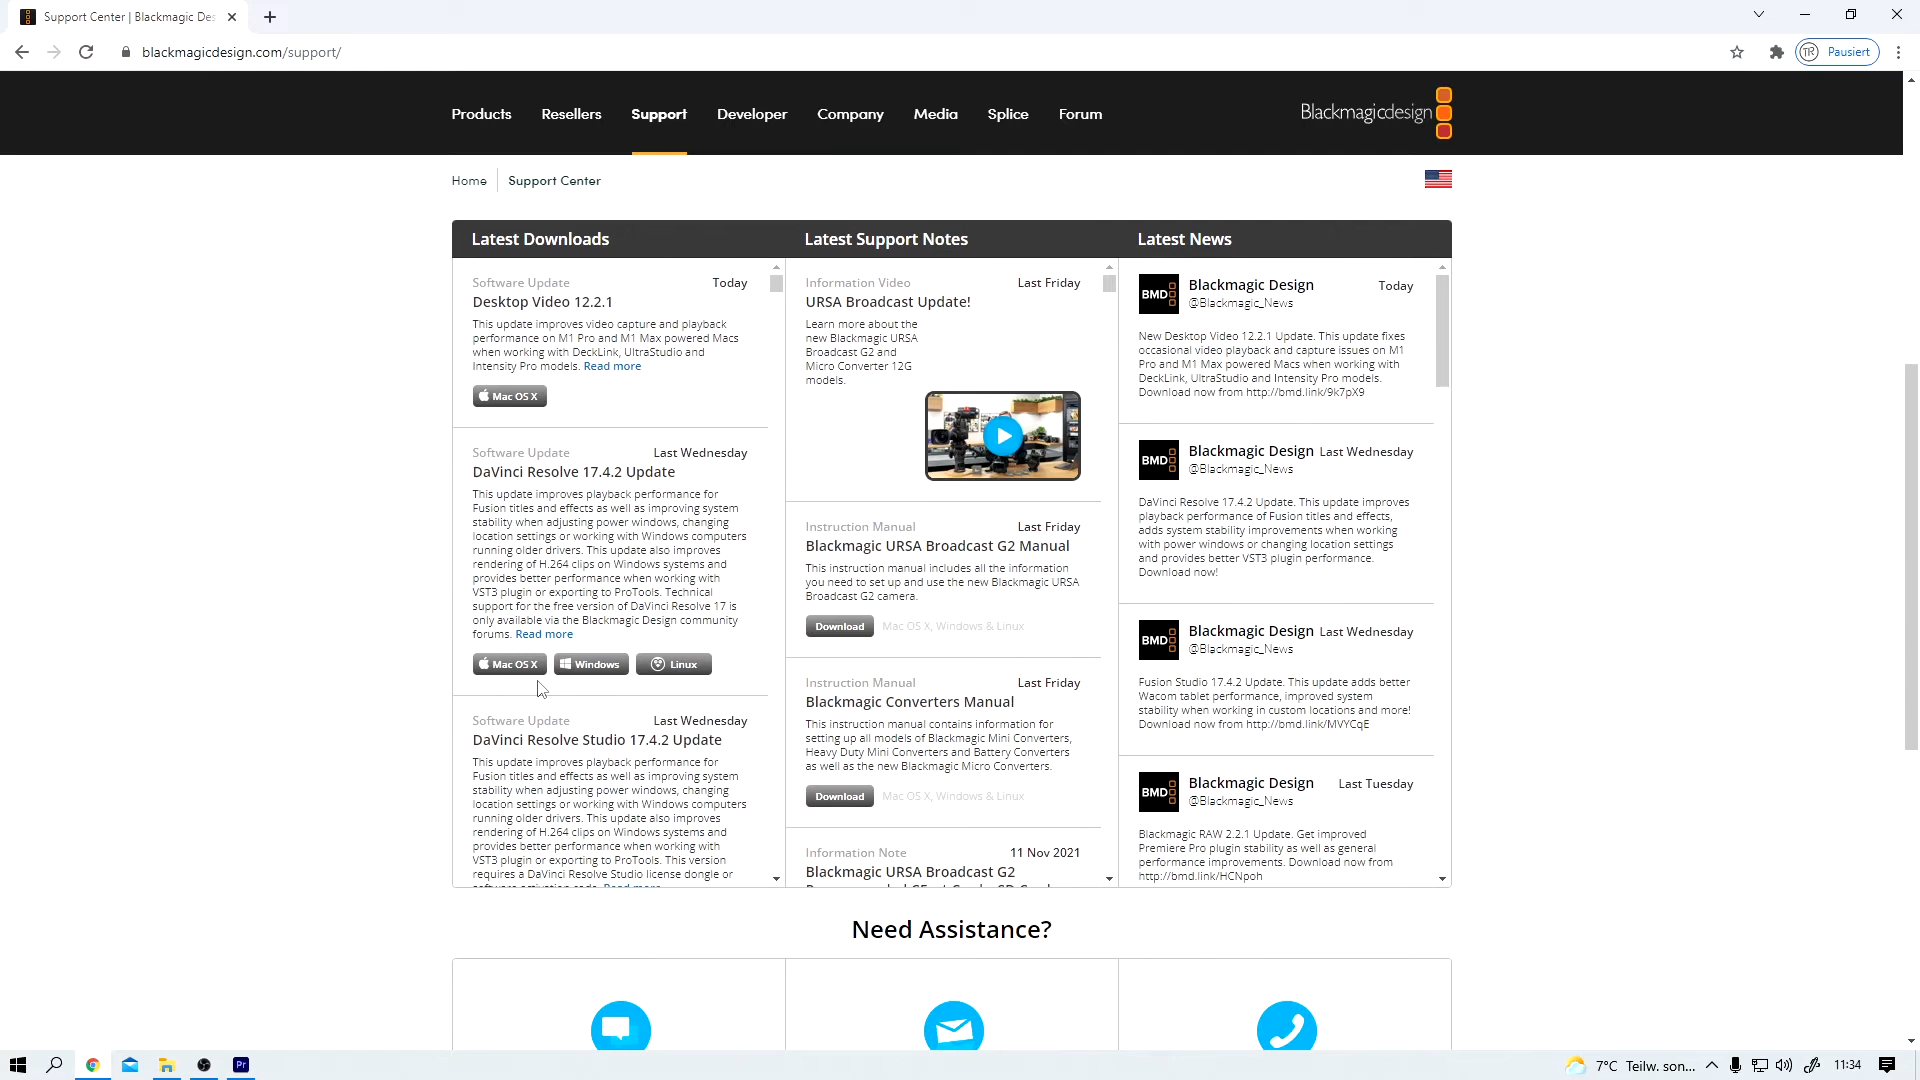 Support Center | Blackmagic Des
blackmagicdesign.com/support/
Pausiert
Products Resellers Support Developer Company Media Splice Forum
Blackmagicdesign
Home Support Center
Latest Downloads
Software Update Today
Desktop Video 12.2.1
This update improves video capture and playback
performance on M1 Pro and M1 Max powered Macs
when working with DeckLink, UltraStudio and
Intensity Pro models. Read more
Mac OS X
Software Update Last Wednesday
DaVinci Resolve 17.4.2 Update
This update improves playback performance for
Fusion titles and effects as well as improving system
stability when adjusting power windows, changing
location settings or working with Windows computers
running older drivers. This update also improves
rendering of H.264 clips on Windows systems and
provides better performance when working with
VST3 plugin or exporting to ProTools. Technical
support for the free version of DaVinci Resolve 17 is
only available via the Blackmagic Design community
forums. Read more
Mac OS X Windows Linux
Software Update Last Wednesday
DaVinci Resolve Studio 17.4.2 Update
This update improves playback performance for
Fusion titles and effects as well as improving system
stability when adjusting power windows, changing
location settings or working with Windows computers
running older drivers. This update also improves
rendering of H.264 clips on Windows systems and
provides better performance when working with
VST3 plugin or exporting to ProTools. This version
requires a DaVinci Resolve Studio license dongle or
Latest Support Notes
Information Video Last Friday
URSA Broadcast Update!
Learn more about the
new Blackmagic URSA
Broadcast G2 and
Micro Converter 12G
models.
Instruction Manual Last Friday
Blackmagic URSA Broadcast G2 Manual
This instruction manual includes all the information
you need to set up and use the new Blackmagic URSA
Broadcast G2 camera.
Download Mac OS X, Windows & Linux
Instruction Manual Last Friday
Blackmagic Converters Manual
This instruction manual contains information for
setting up all models of Blackmagic Mini Converters,
Heavy Duty Mini Converters and Battery Converters
as well as the new Blackmagic Micro Converters.
Download Mac OS X, Windows & Linux
Information Note 11 Nov 2021
Blackmagic URSA Broadcast G2
Latest News
BMD Blackmagic Design Today
@Blackmagic_News
New Desktop Video 12.2.1 Update. This update fixes
occasional video playback and capture issues on M1
Pro and M1 Max powered Macs when working with
DeckLink, UltraStudio and Intensity Pro models.
Download now from http://bmd.link/9k7pX9
BMD Blackmagic Design Last Wednesday
@Blackmagic_News
DaVinci Resolve 17.4.2 Update. This update improves
playback performance of Fusion titles and effects,
adds system stability improvements when working
with power windows or changing location settings
and provides better VST3 plugin performance.
Download now!
BMD Blackmagic Design Last Wednesday
@Blackmagic_News
Fusion Studio 17.4.2 Update. This update adds better
Wacom tablet performance, improved system
stability when working in custom locations and more!
Download now from http://bmd.link/MVYCqE
BMD Blackmagic Design Last Tuesday
@Blackmagic_News
Blackmagic RAW 2.2.1 Update. Get improved
Premiere Pro plugin stability as well as general
performance improvements. Download now from
http://bmd.link/HCNpoh
Need Assistance?
Pr
7°C Teilw. son... 11:34